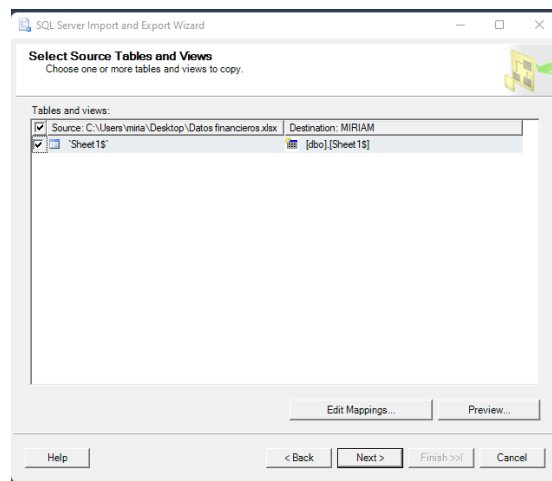 SQL Server Import and Export Wizard
Select Source Tables and Views
Choose one or more tables and views to copy.
Tables and views:
Source: C:\Users\miria\Desktop\Datos financieros.xlsx Destination: MIRIAM
`Sheet1$` [dbo].[Sheet1$]
Edit Mappings... Preview...
Help < Back Next > Finish >>| Cancel